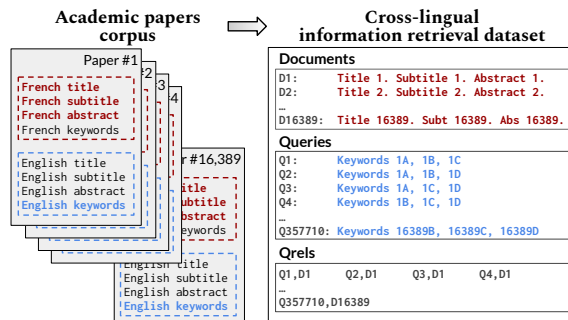 Academic papers
corpus
Cross-lingual
information retrieval dataset
Paper #1
French title
French subtitle
French abstract
French keywords
English title
English subtitle
English abstract
English keywords
#2
#3
#4
#16,389
English title
English subtitle
English abstract
English keywords
Documents
D1: Title 1. Subtitle 1. Abstract 1.
D2: Title 2. Subtitle 2. Abstract 2.
…
D16389: Title 16389. Subt 16389. Abs 16389.
Queries
Q1: Keywords 1A, 1B, 1C
Q2: Keywords 1A, 1B, 1D
Q3: Keywords 1A, 1C, 1D
Q4: Keywords 1B, 1C, 1D
…
Q357710: Keywords 16389B, 16389C, 16389D
Qrels
Q1,D1 Q2,D1 Q3,D1 Q4,D1
…
Q357710,D16389